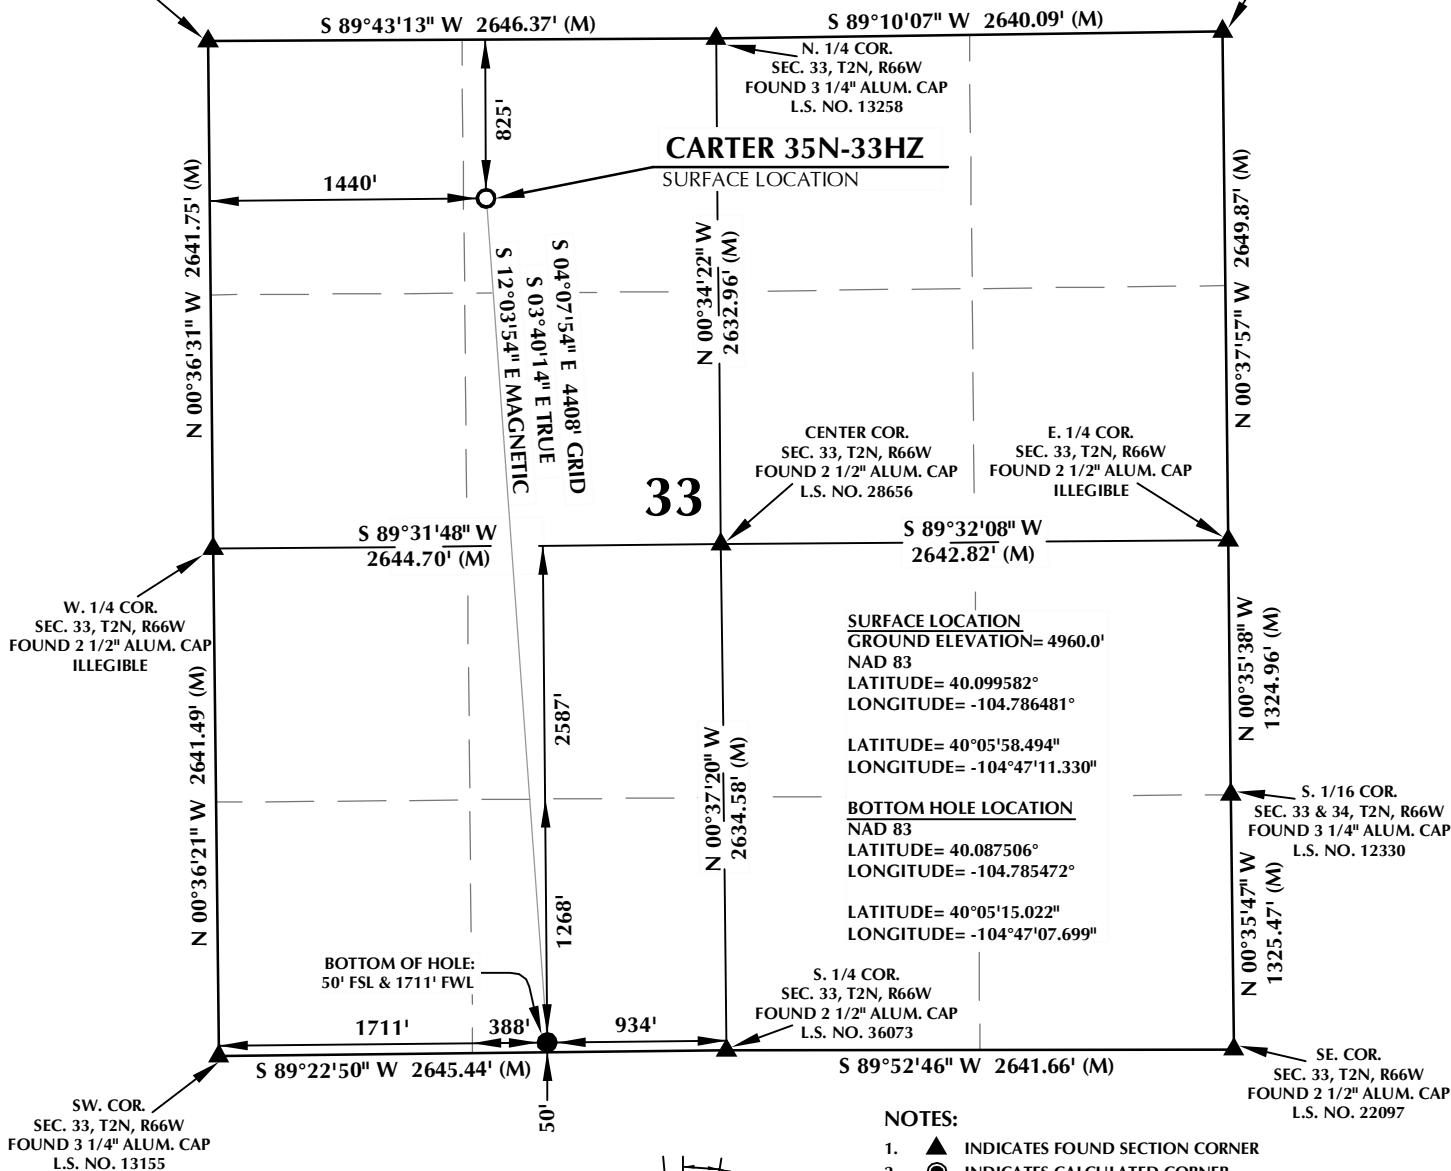 S 89°43'13" W 2646.37' (M)
S 89°10'07" W 2640.09' (M)
N. 1/4 COR.
SEC. 33, T2N, R66W
FOUND 3 1/4" ALUM. CAP
L.S. NO. 13258
825'
CARTER 35N-33HZ
SURFACE LOCATION
1440'
N 00°36'31" W 2641.75' (M)
S 04°07'54" E 4408' GRID
S 03°40'14" E TRUE
S 12°03'54" E MAGNETIC
N 00°34'22" W
2632.96' (M)
N 00°37'57" W 2649.87' (M)
33
CENTER COR.
SEC. 33, T2N, R66W
FOUND 2 1/2" ALUM. CAP
L.S. NO. 28656
E. 1/4 COR.
SEC. 33, T2N, R66W
FOUND 2 1/2" ALUM. CAP
ILLEGIBLE
S 89°31'48" W
2644.70' (M)
S 89°32'08" W
2642.82' (M)
W. 1/4 COR.
SEC. 33, T2N, R66W
FOUND 2 1/2" ALUM. CAP
ILLEGIBLE
SURFACE LOCATION
GROUND ELEVATION= 4960.0'
NAD 83
LATITUDE= 40.099582°
LONGITUDE= -104.786481°
LATITUDE= 40°05'58.494"
LONGITUDE= -104°47'11.330"
BOTTOM HOLE LOCATION
NAD 83
LATITUDE= 40.087506°
LONGITUDE= -104.785472°
LATITUDE= 40°05'15.022"
LONGITUDE= -104°47'07.699"
N 00°35'38" W
1324.96' (M)
2587'
N 00°36'21" W 2641.49' (M)
N 00°37'20" W
2634.58' (M)
S. 1/16 COR.
SEC. 33 & 34, T2N, R66W
FOUND 3 1/4" ALUM. CAP
L.S. NO. 12330
1268'
N 00°35'47" W
1325.47' (M)
BOTTOM OF HOLE:
50' FSL & 1711' FWL
S. 1/4 COR.
SEC. 33, T2N, R66W
FOUND 2 1/2" ALUM. CAP
L.S. NO. 36073
1711'
388'
934'
S 89°22'50" W 2645.44' (M)
S 89°52'46" W 2641.66' (M)
50'
SE. COR.
SEC. 33, T2N, R66W
FOUND 2 1/2" ALUM. CAP
L.S. NO. 22097
SW. COR.
SEC. 33, T2N, R66W
FOUND 3 1/4" ALUM. CAP
L.S. NO. 13155
NOTES:
1. INDICATES FOUND SECTION CORNER
2. INDICATES CALCULATED CORNER